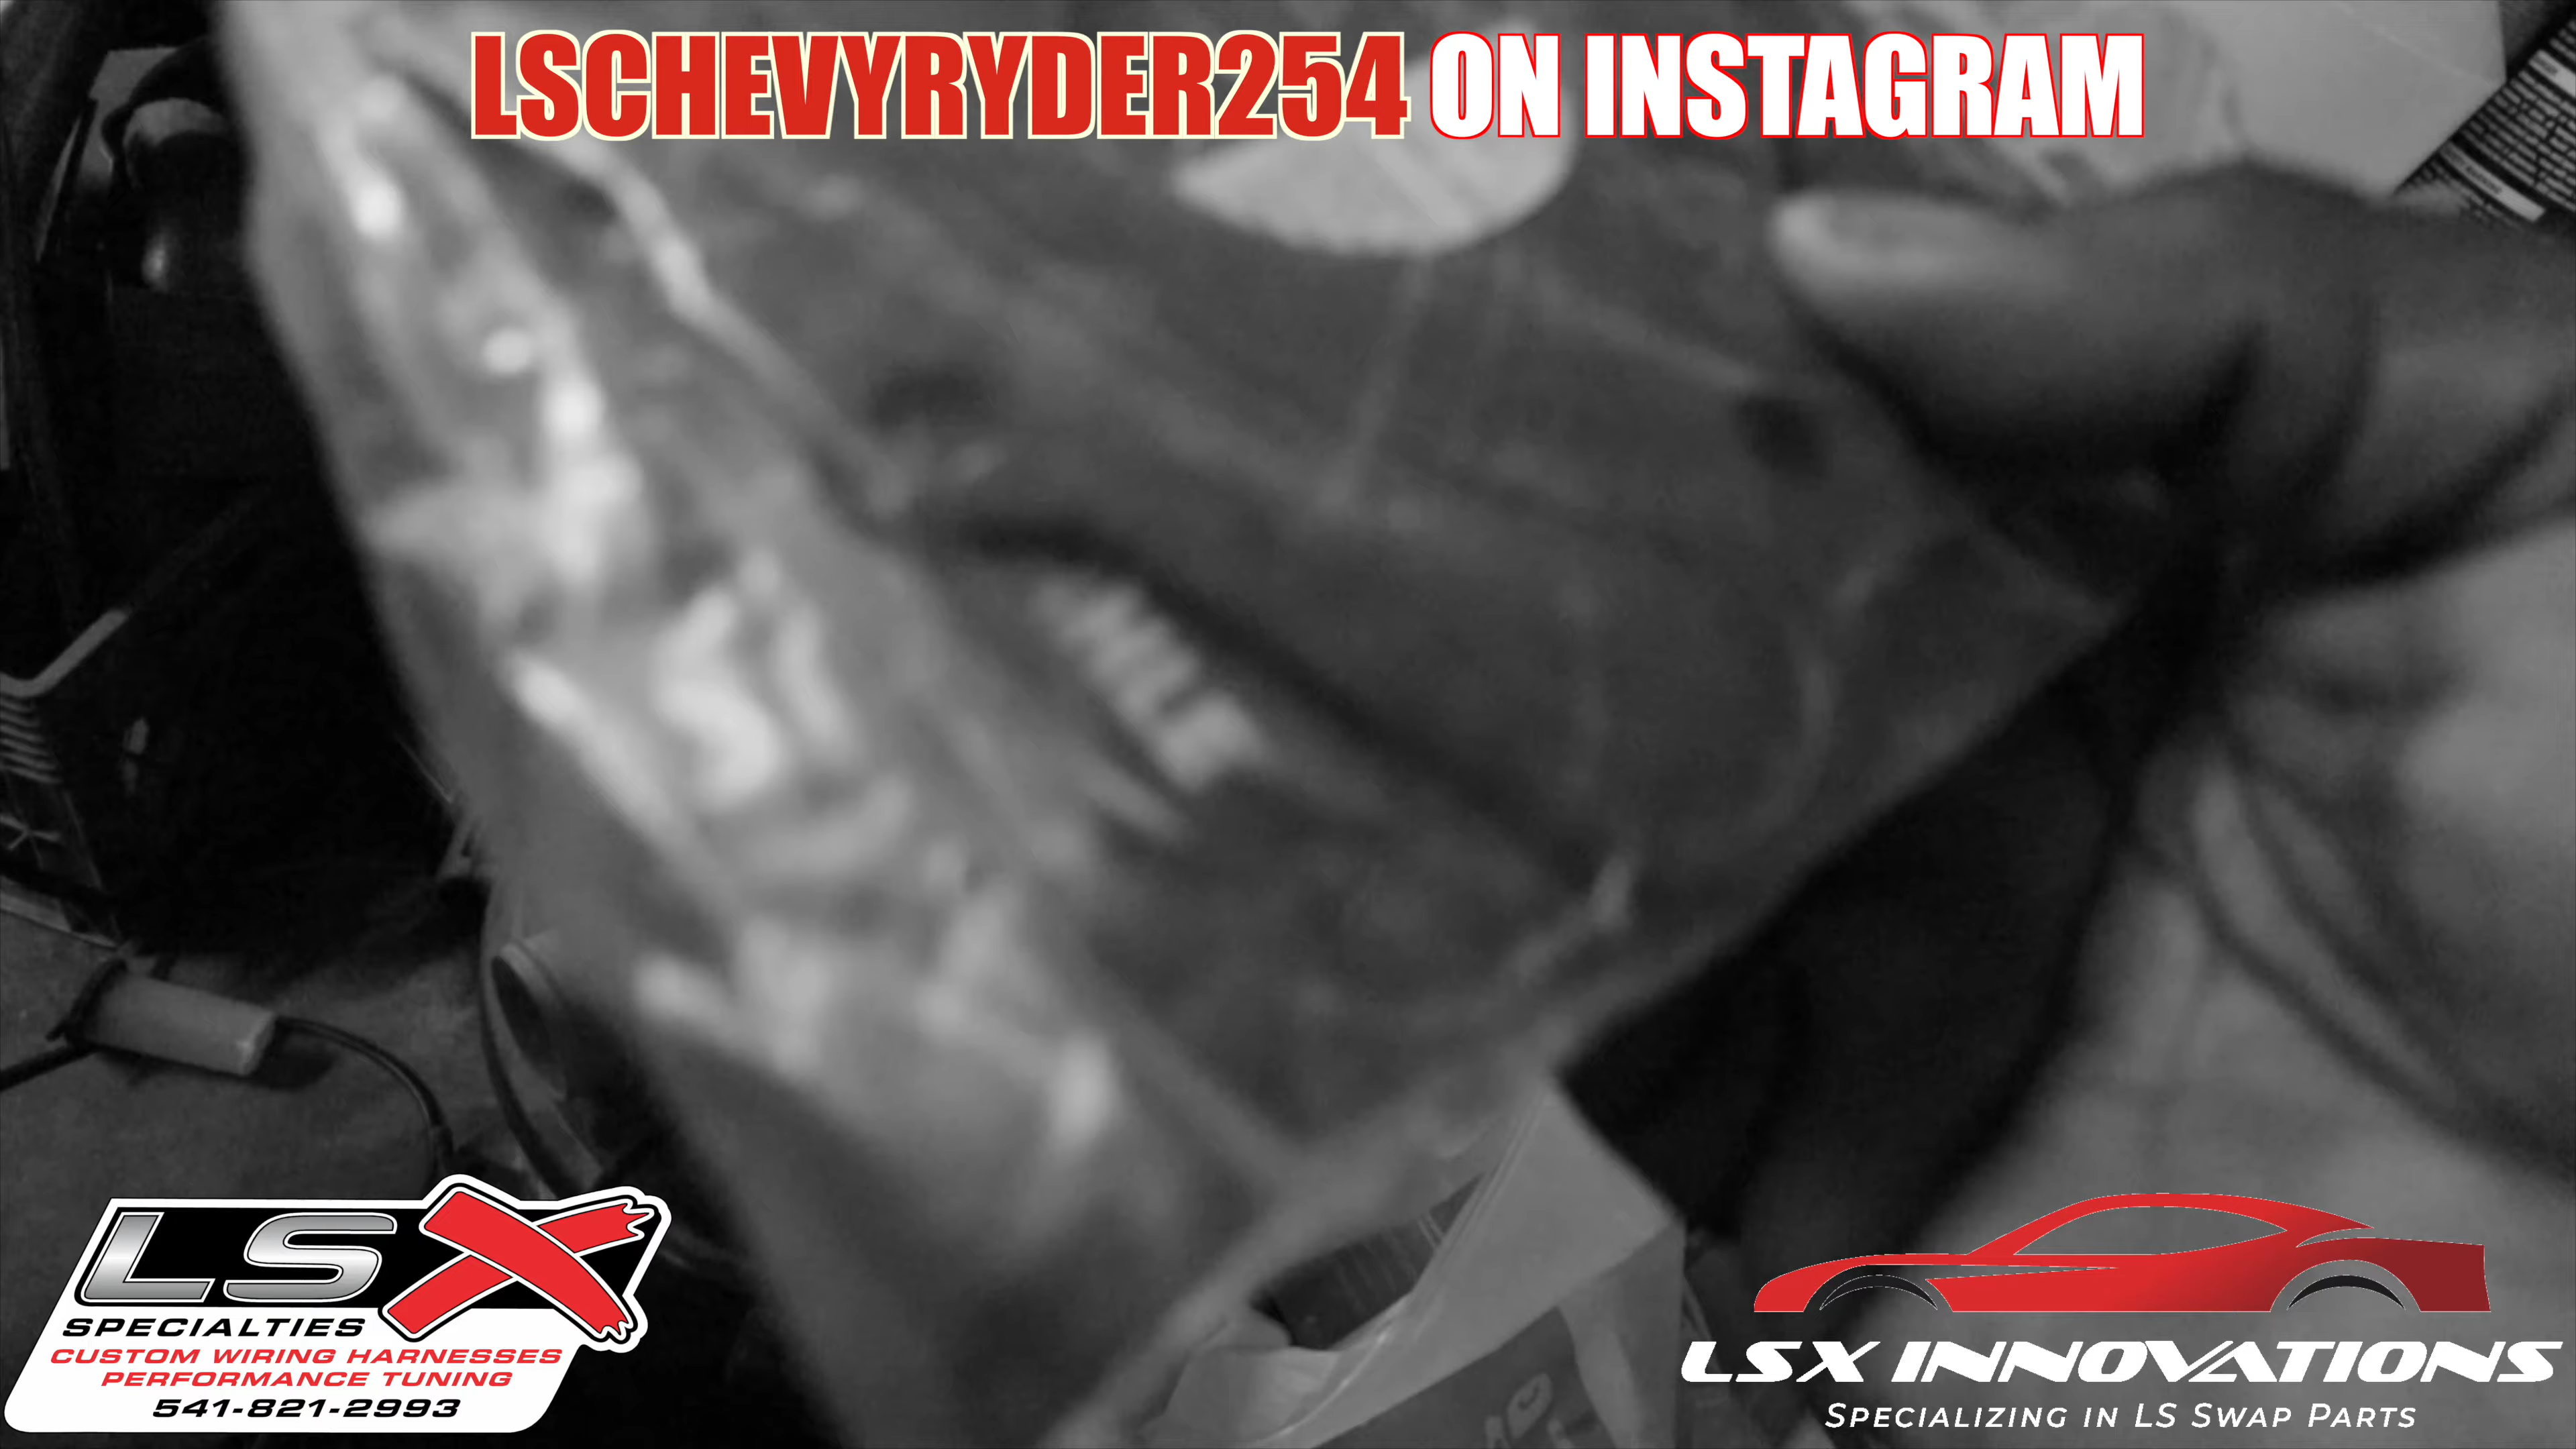 LSCHEVYRYDER254 ON INSTAGRAM
LSX
SPECIALTIES
CUSTOM WIRING HARNESSES
PERFORMANCE TUNING
541-821-2993
LSX INNOVATIONS
SPECIALIZING IN LS SWAP PARTS